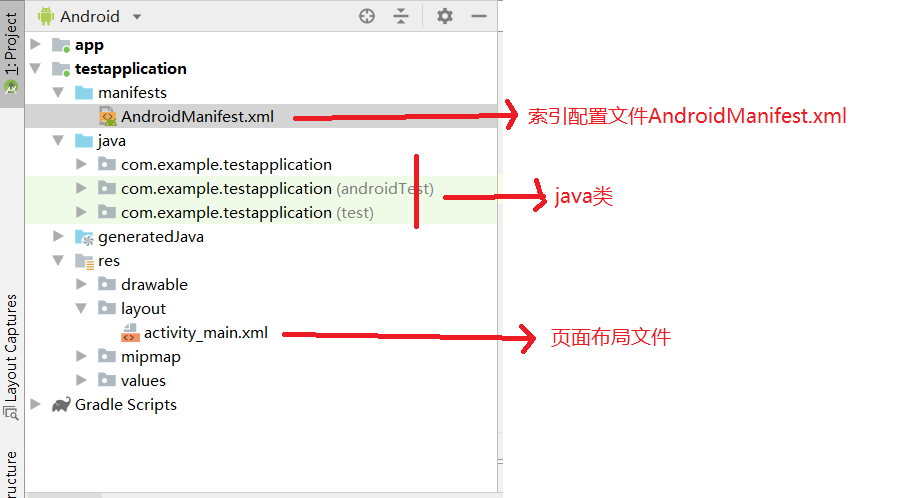 Android
1: Project
app
testapplication
manifests
AndroidManifest.xml
索引配置文件AndroidManifest.xml
java
com.example.testapplication
com.example.testapplication (androidTest)
java类
com.example.testapplication (test)
generatedJava
res
drawable
layout
activity_main.xml
页面布局文件
mipmap
values
Gradle Scripts
Layout Captures
ructure